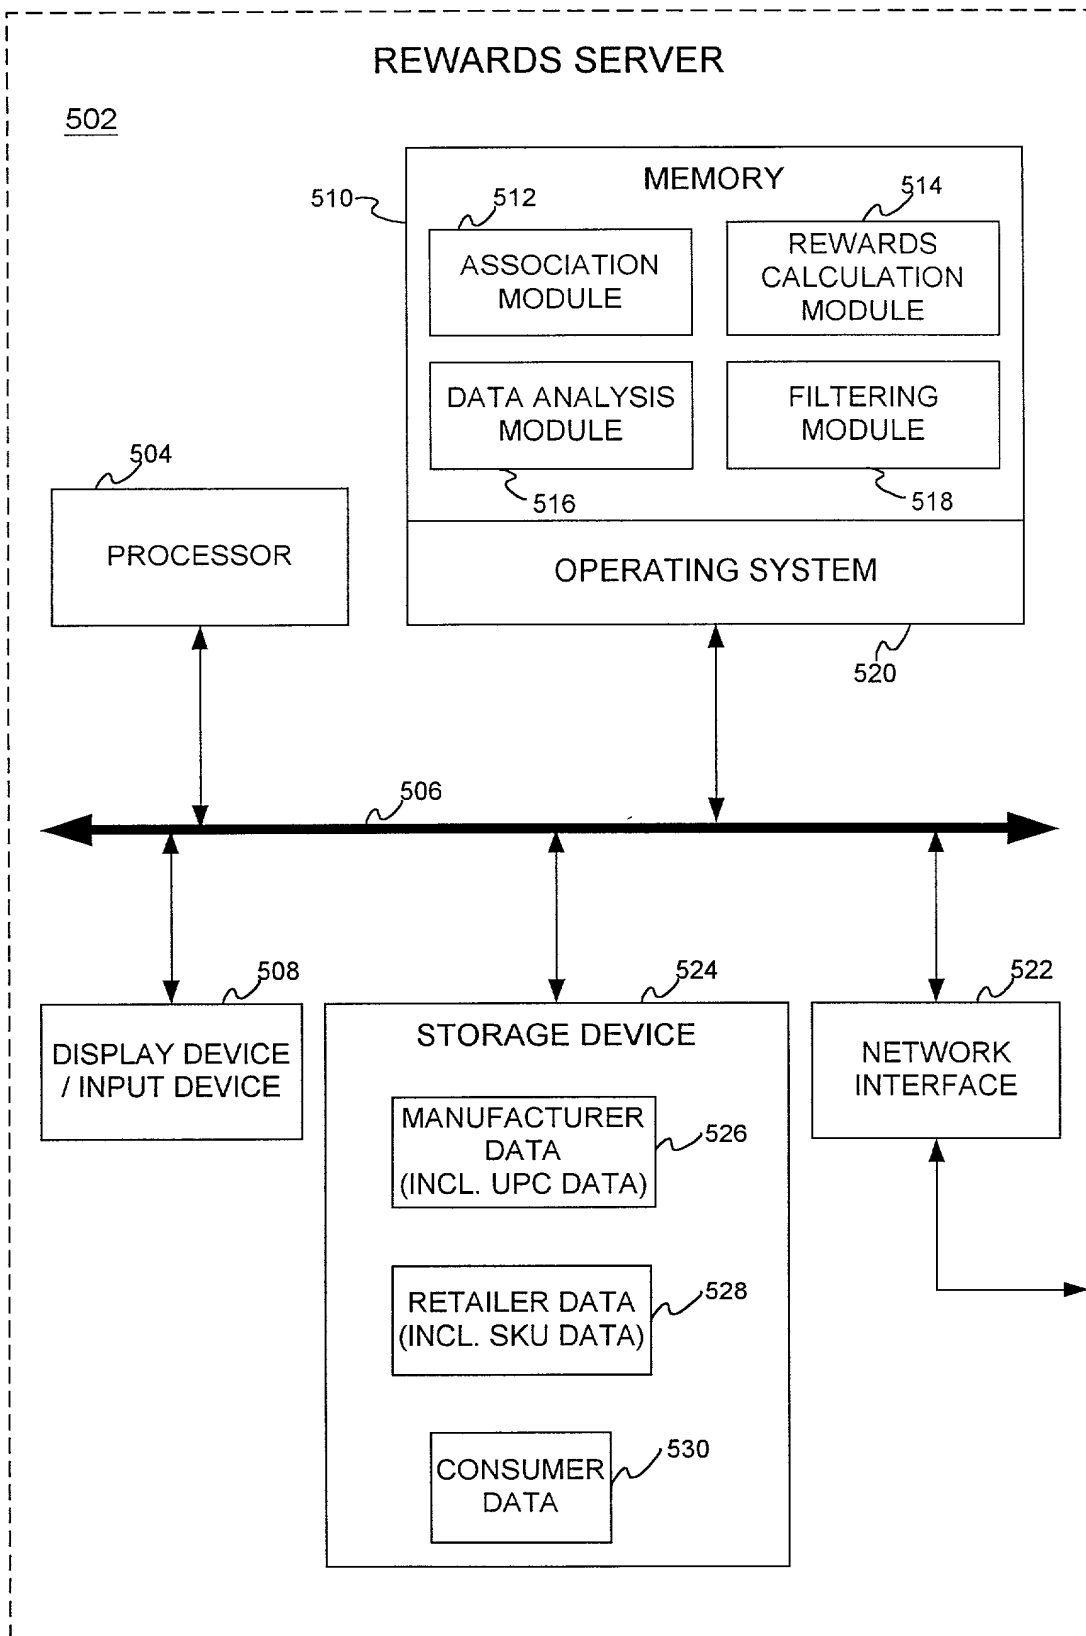 REWARDS SERVER
502
MEMORY
510
512
514
ASSOCIATION
MODULE
REWARDS
CALCULATION
MODULE
DATA ANALYSIS
MODULE
FILTERING
MODULE
516
518
504
PROCESSOR
OPERATING SYSTEM
520
506
508
524
522
DISPLAY DEVICE
/ INPUT DEVICE
STORAGE DEVICE
NETWORK
INTERFACE
MANUFACTURER
DATA
(INCL. UPC DATA)
526
RETAILER DATA
(INCL. SKU DATA)
528
CONSUMER
DATA
530